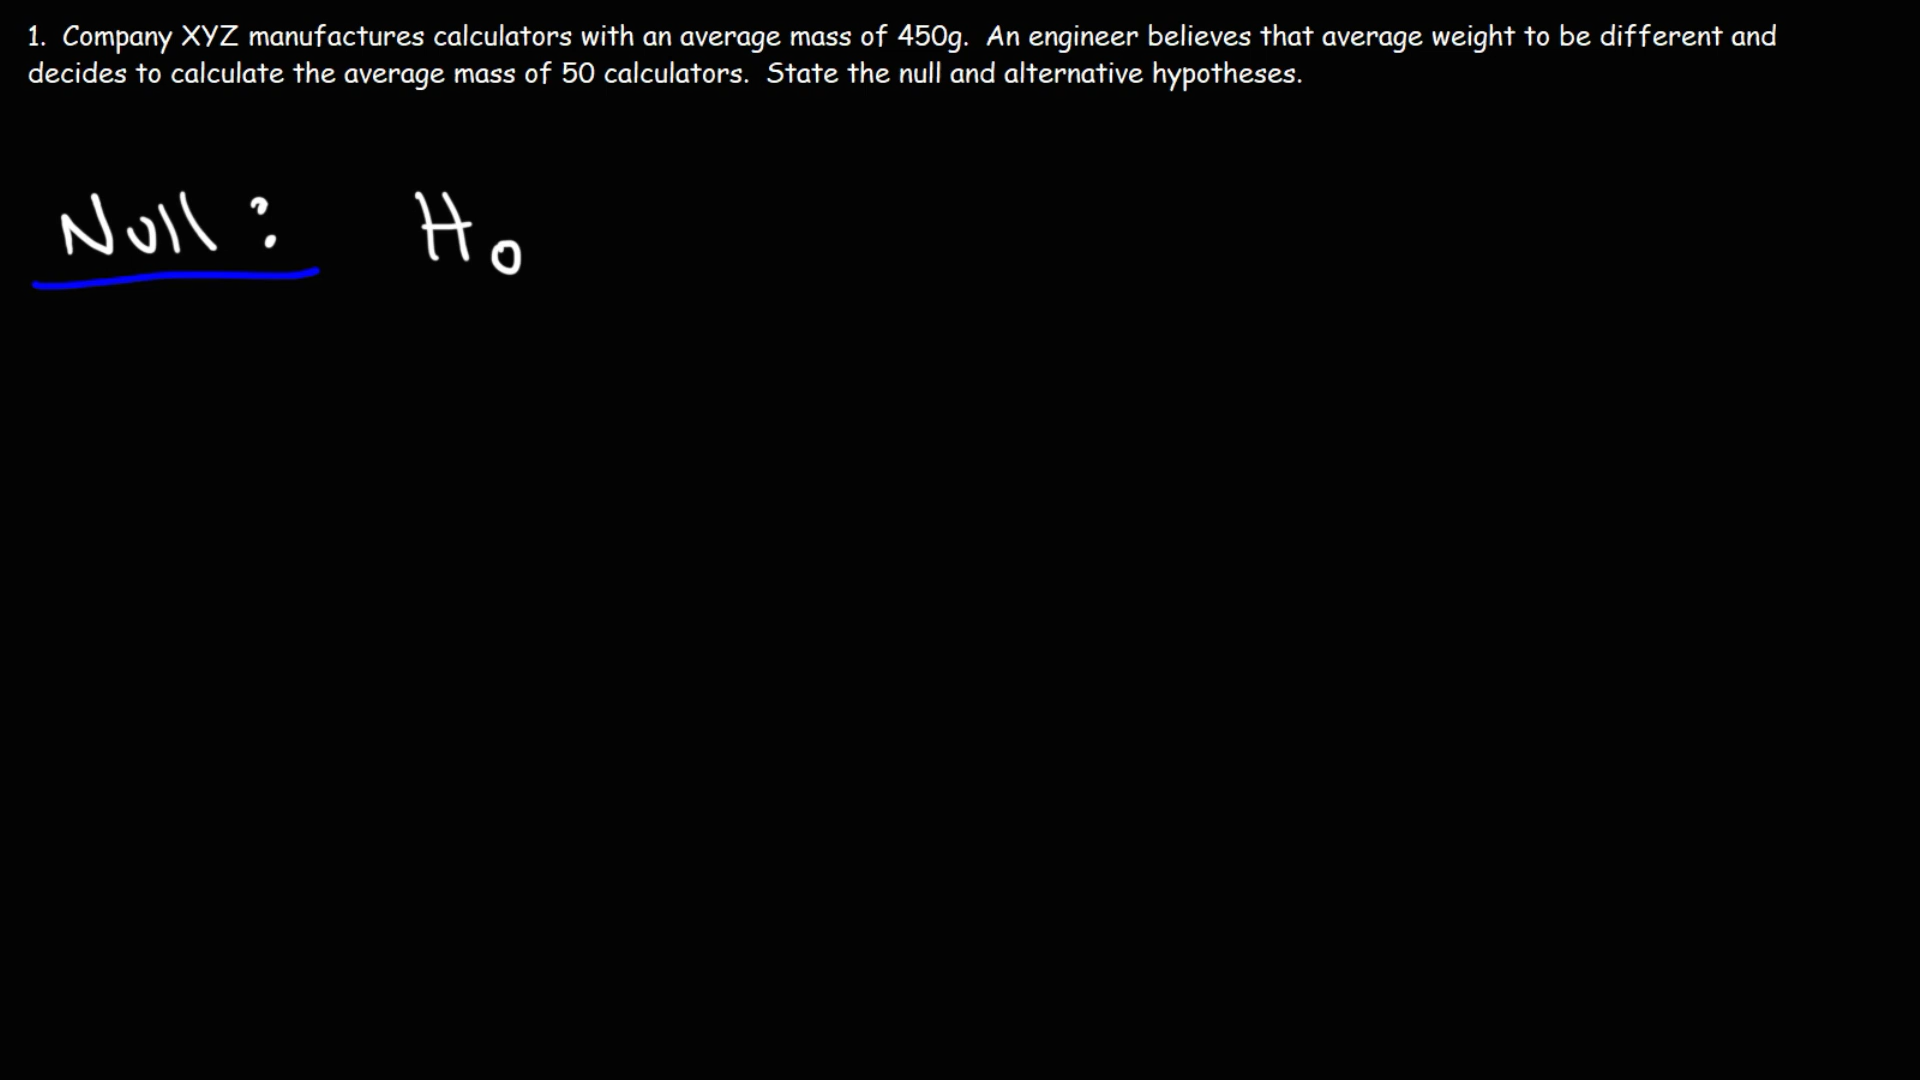 1. Company XYZ manufactures calculators with an average mass of 450g. An engineer believes that average weight to be different and
decides to calculate the average mass of 50 calculators. State the null and alternative hypotheses.
Null: H₀